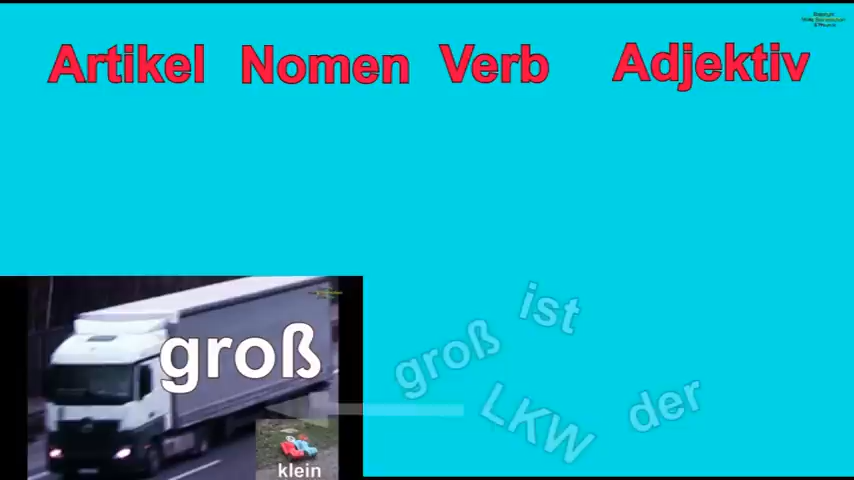 Artikel Nomen Verb Adjektiv
ist
groß
groß
LKW
der
klein